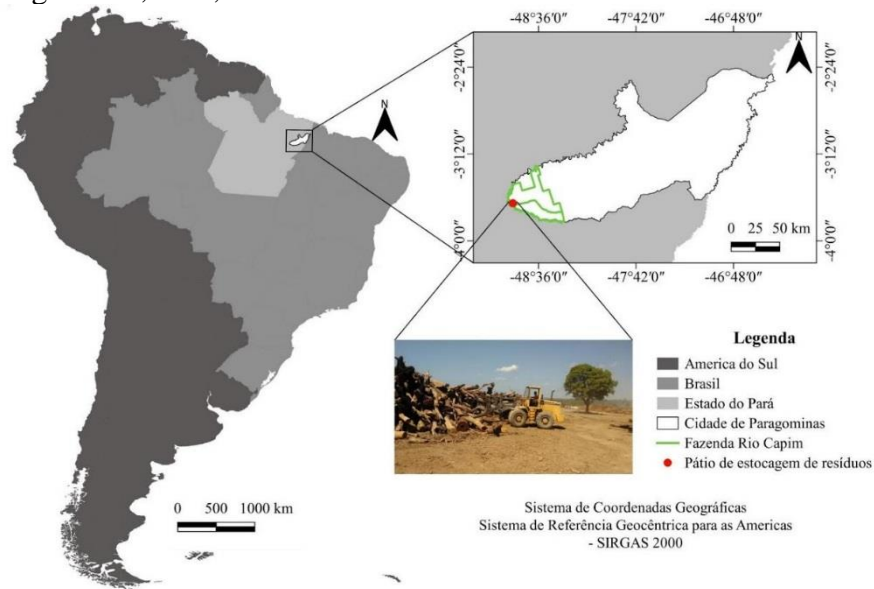 N
-48°36'0" -47°42'0" -46°48'0"
N
-2°24'0"
-2°24'0"
-3°12'0"
-3°12'0"
0 25 50 km
-4°0'0"
-4°0'0"
-48°36'0" -47°42'0" -46°48'0"
Legenda
America do Sul
Brasil
Estado do Pará
Cidade de Paragominas
Fazenda Rio Capim
Pátio de estocagem de resíduos
0 500 1000 km
Sistema de Coordenadas Geográficas
Sistema de Referência Geocêntrica para as Americas
- SIRGAS 2000